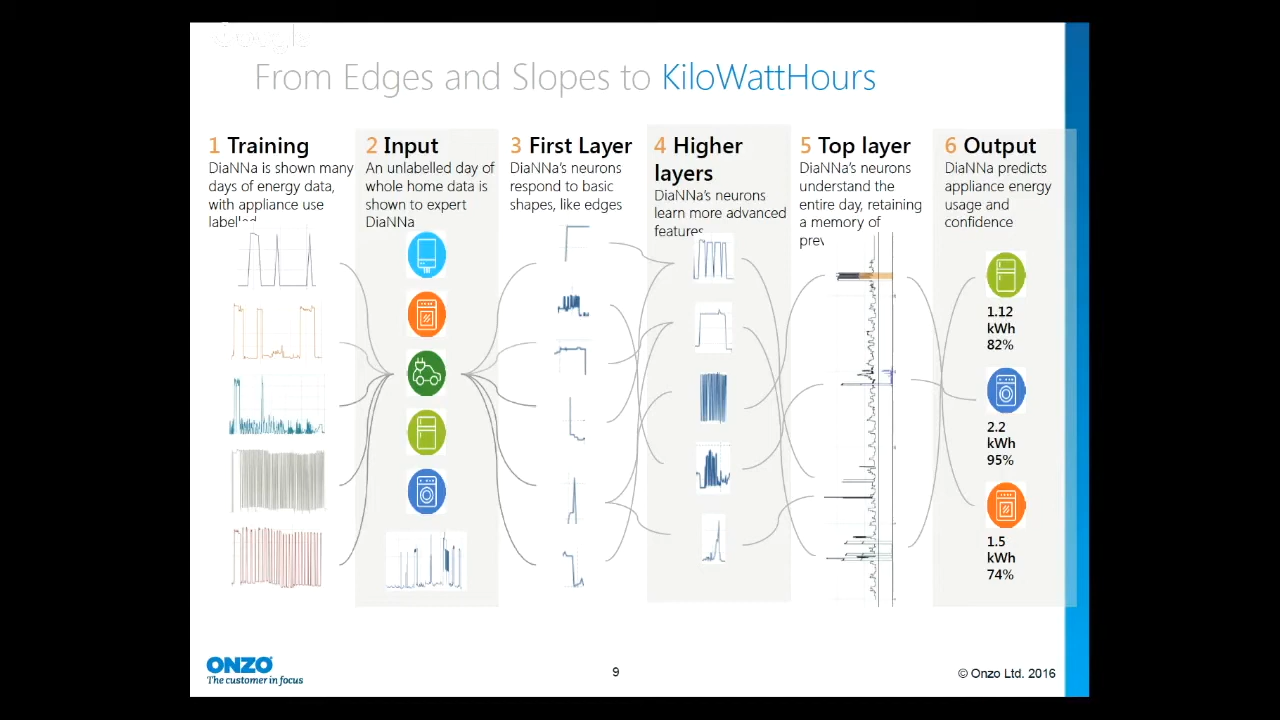 From Edges and Slopes to KiloWattHours
1 Training
DiaNNa is shown many
days of energy data,
with appliance use
labelled
2 Input
An unlabelled day of
whole home data is
shown to expert
DiaNNa
3 First Layer
DiaNNa's neurons
respond to basic
shapes, like edges
4 Higher
layers
DiaNNa's neurons
learn more advanced
features
5 Top layer
DiaNNa's neurons
understand the
entire day, retaining
a memory of
6 Output
DiaNNa predicts
appliance energy
usage and
confidence
1.12
kWh
82%
2.2
kWh
95%
1.5
kWh
74%
ONZO
The customer in focus
9
© Onzo Ltd. 2016